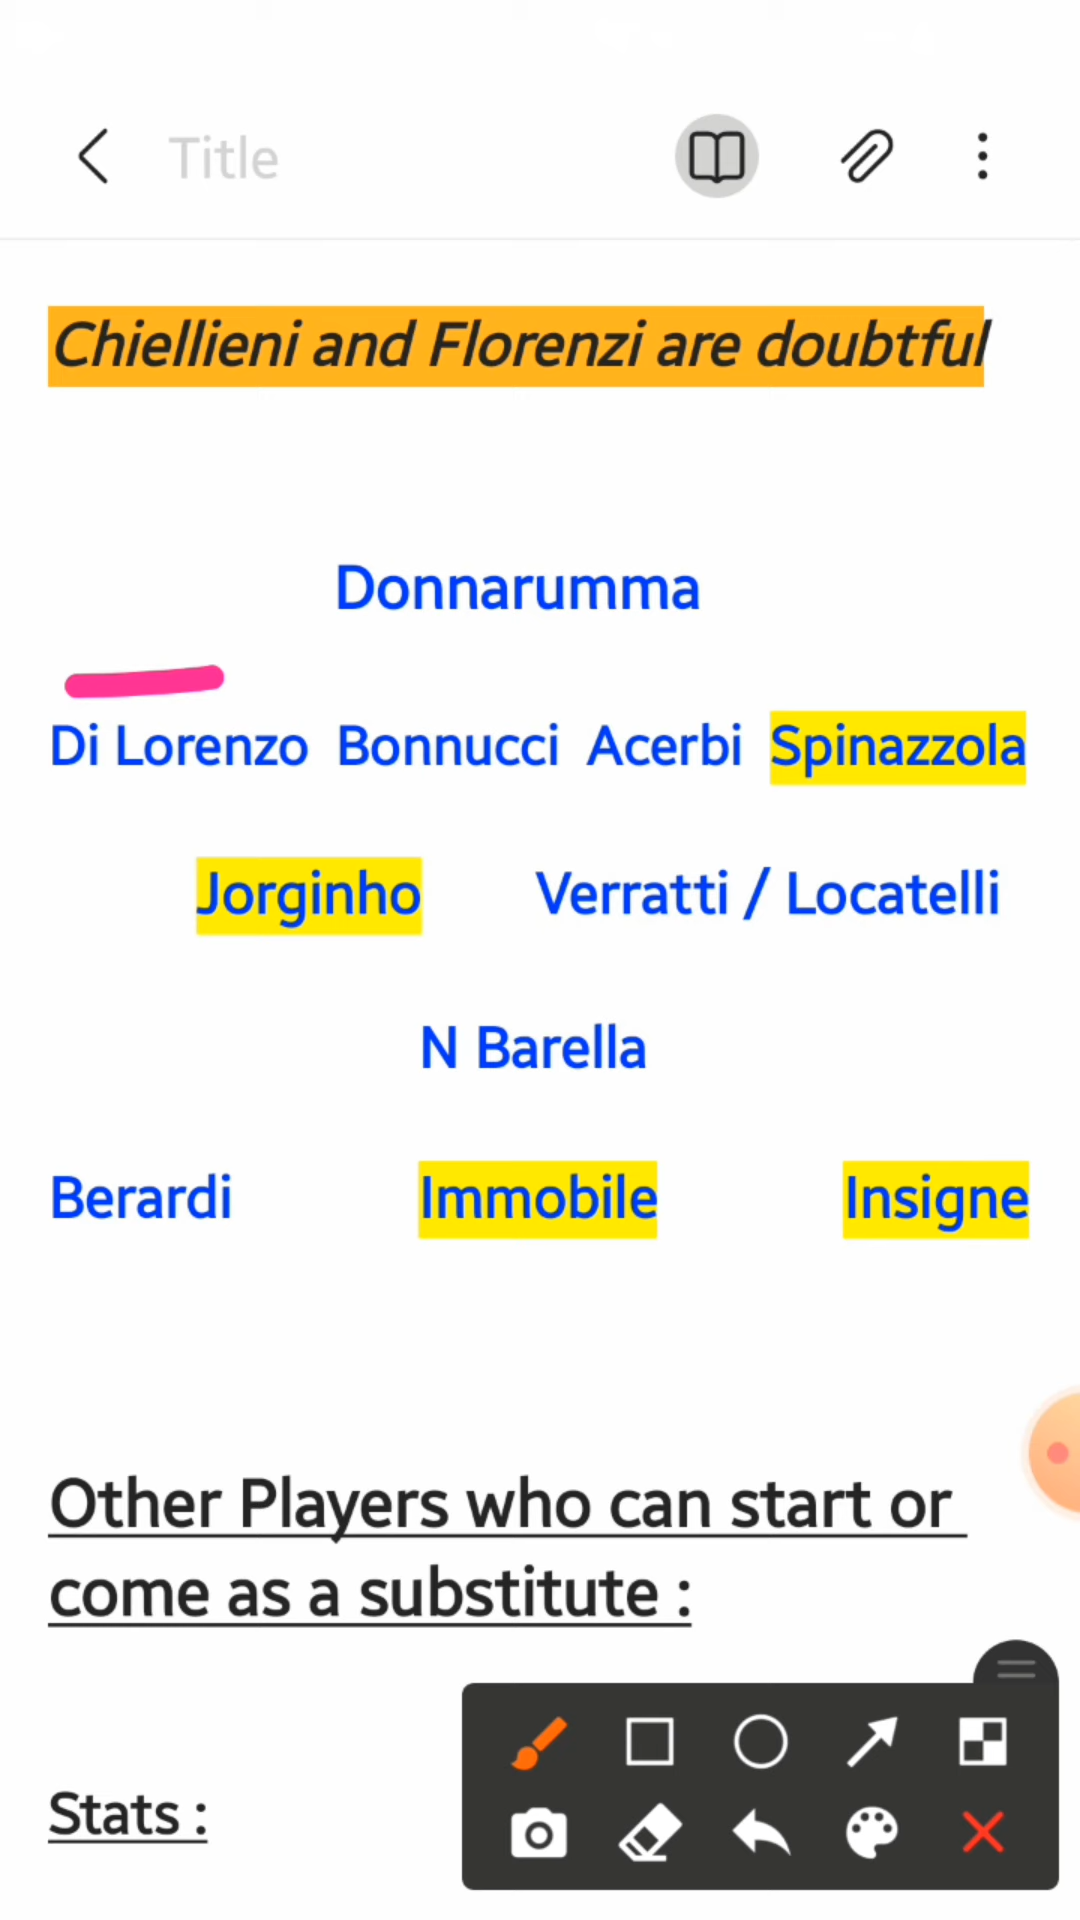 Title
Chiellieni and Florenzi are doubtful
Donnarumma
Di Lorenzo Bonnucci Acerbi Spinazzola
Jorginho Verratti / Locatelli
N Barella
Berardi Immobile Insigne
Other Players who can start or
come as a substitute :
Stats :